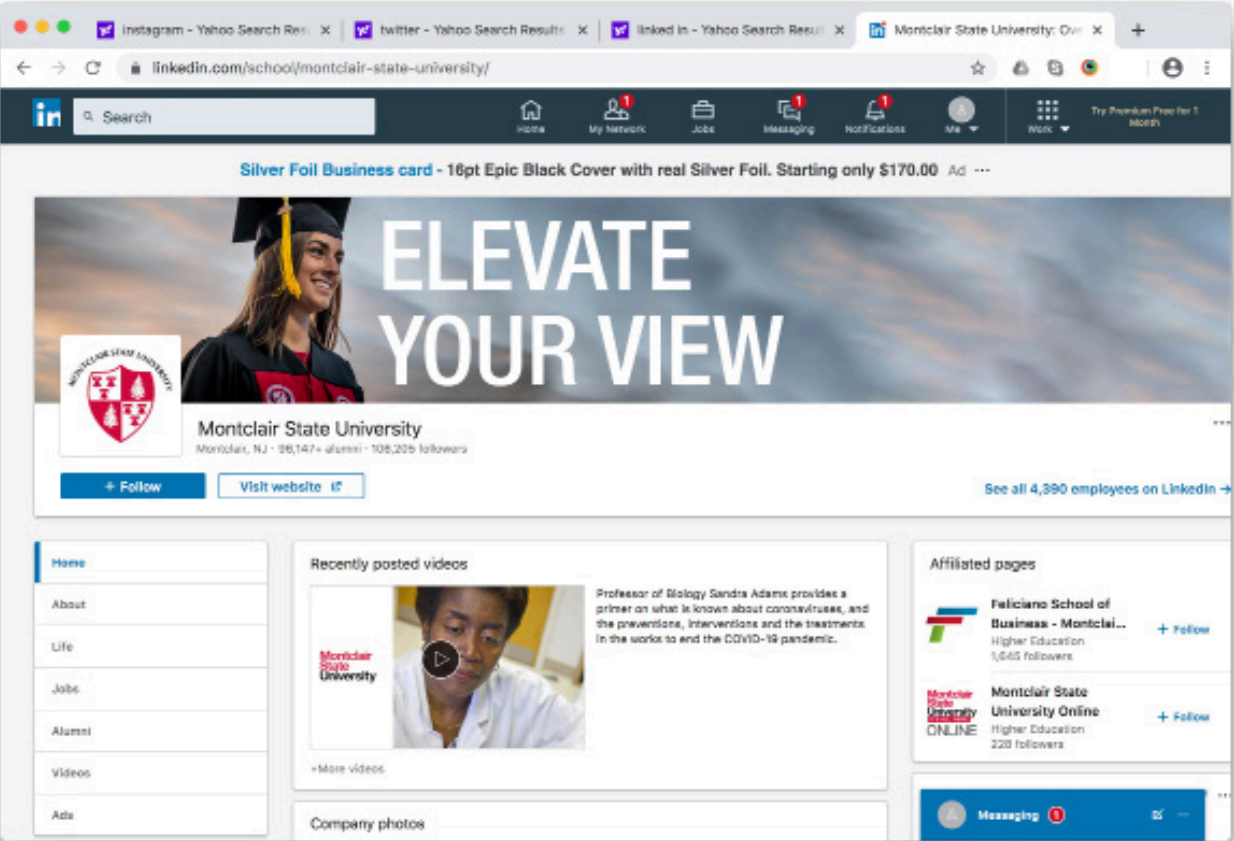 instagram - Yahoo Search Res
twitter - Yahoo Search Results
linked in - Yahoo Search Resul
Montclair State University: Ove
linkedin.com/school/montclair-state-university/
in
Search
Home
My Network
1
Jobs
Messaging
1
Notifications
1
Me
Work
Try Premium Free for 1
Month
Silver Foil Business card - 16pt Epic Black Cover with real Silver Foil. Starting only $170.00 Ad ...
ELEVATE
YOUR VIEW
MONTCLAIR STATE UNIVERSITY
Montclair State University
Montclair, NJ · 96,147+ alumni · 106,205 followers
+ Follow
Visit website
See all 4,390 employees on LinkedIn →
Home
About
Life
Jobs
Alumni
Videos
Ads
Recently posted videos
Montclair
State
University
Professor of Biology Sandra Adams provides a
primer on what is known about coronaviruses, and
the preventions, interventions and the treatments
in the works to end the COVID-19 pandemic.
+More videos
Company photos
Affiliated pages
Feliciano School of
Business - Montclai...
Higher Education
1,645 followers
+ Follow
Montclair
State
University
ONLINE
Montclair State
University Online
Higher Education
228 followers
+ Follow
Messaging 1